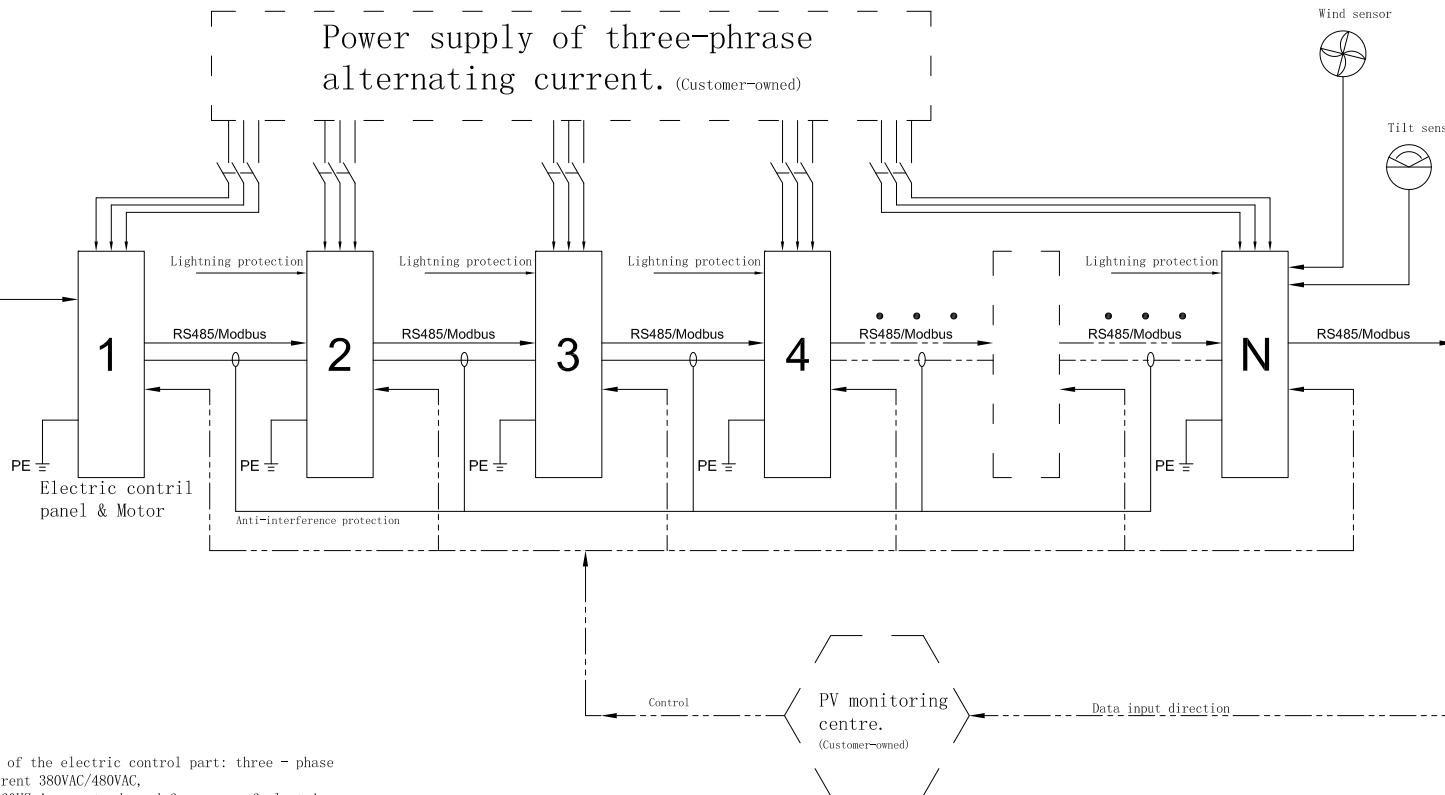 Wind sensor
Power supply of three-phrase
alternating current. (Customer-owned)
Tilt sens
Lightning protection
Lightning protection
Lightning protection
Lightning protection
RS485/Modbus
RS485/Modbus
RS485/Modbus
RS485/Modbus
RS485/Modbus
RS485/Modbus
1
2
3
4
N
PE
PE
PE
PE
PE
Electric contril
panel & Motor
Anti-interference protection
Control
PV monitoring
centre.
(Customer-owned)
Data input direction
of the electric control part: three - phase
rent 380VAC/480VAC,